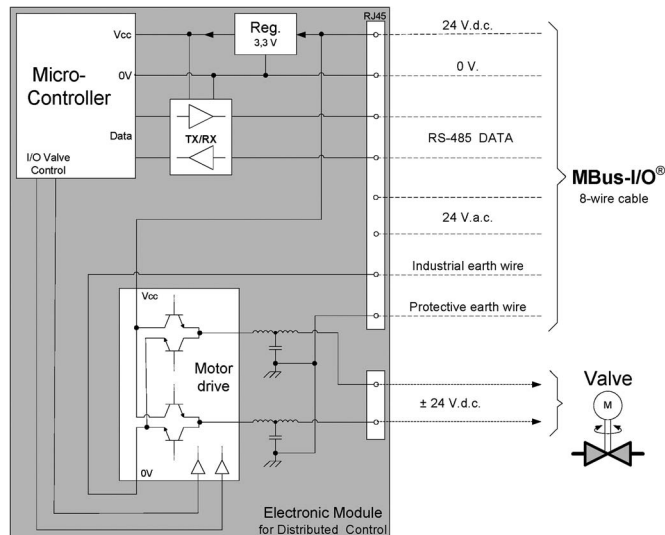 RJ45
Vcc
Reg.
3,3 V
24 V.d.c.
0V
0 V.
Micro-
Controller
Data
TX/RX
RS-485 DATA
I/O Valve
Control
MBus-I/O®
8-wire cable
24 V.a.c.
Industrial earth wire
Protective earth wire
Vcc
Motor
drive
0V
± 24 V.d.c.
Valve
M
Electronic Module
for Distributed Control